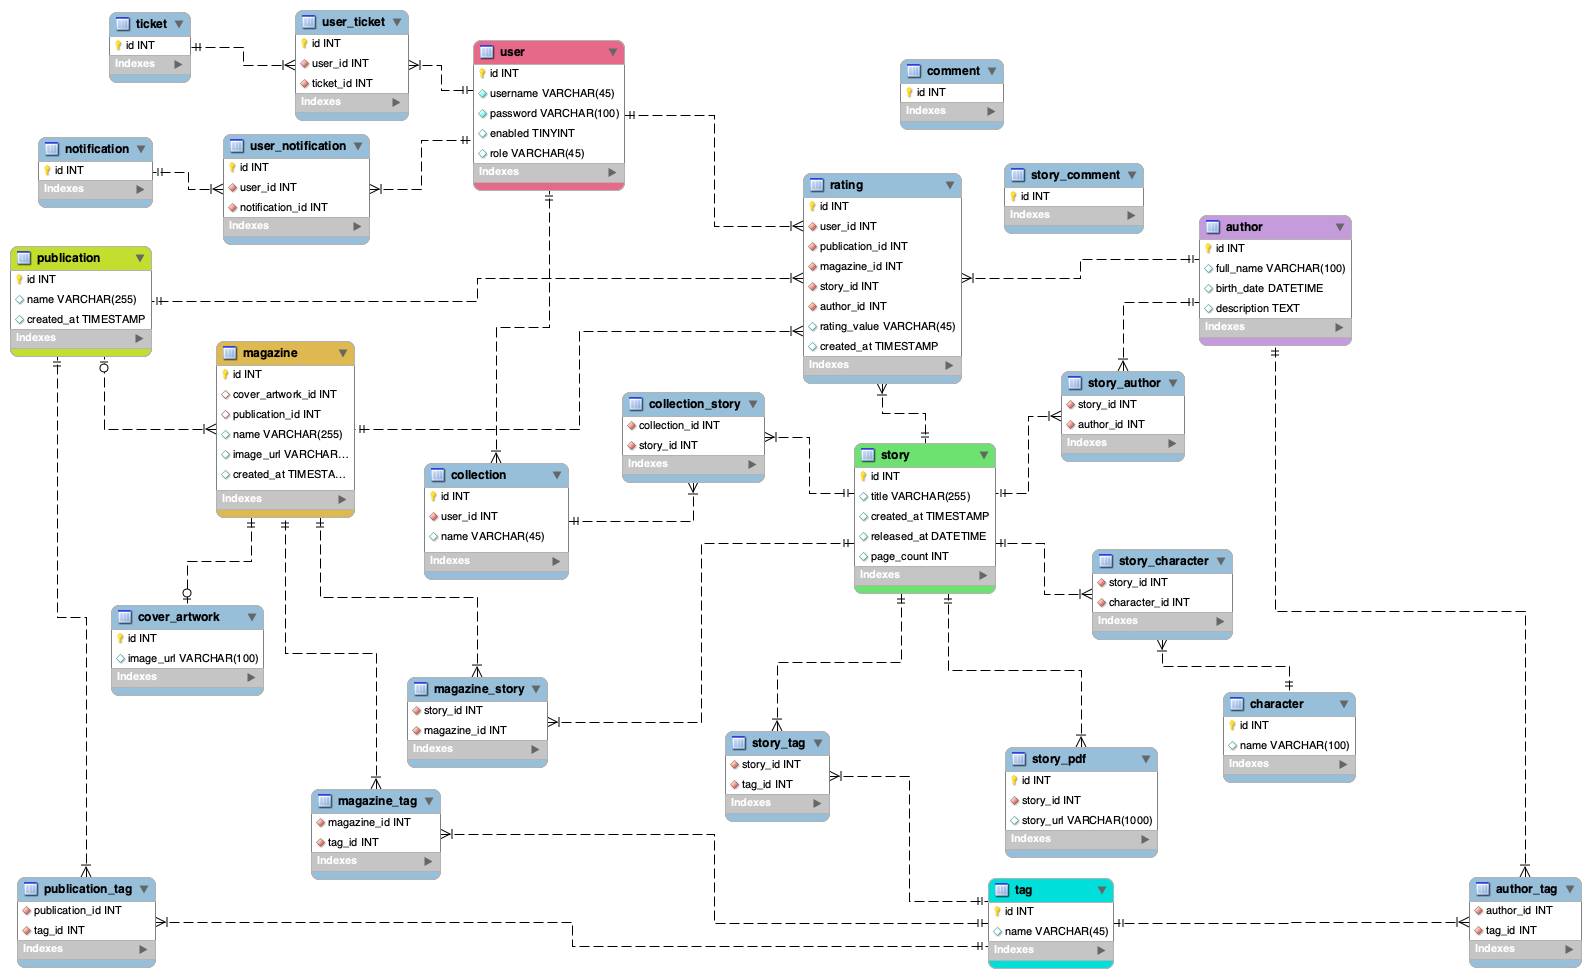 ticket
id INT
Indexes
user_ticket
id INT
user_id INT
ticket_id INT
Indexes
user
id INT
username VARCHAR(45)
password VARCHAR(100)
enabled TINYINT
role VARCHAR(45)
Indexes
comment
id INT
Indexes
notification
id INT
Indexes
user_notification
id INT
user_id INT
notification_id INT
Indexes
story_comment
id INT
Indexes
rating
id INT
user_id INT
publication_id INT
magazine_id INT
story_id INT
author_id INT
rating_value VARCHAR(45)
created_at TIMESTAMP
Indexes
author
id INT
full_name VARCHAR(100)
birth_date DATETIME
description TEXT
Indexes
publication
id INT
name VARCHAR(255)
created_at TIMESTAMP
Indexes
magazine
id INT
cover_artwork_id INT
publication_id INT
name VARCHAR(255)
image_url VARCHAR...
created_at TIMESTA...
Indexes
story_author
story_id INT
author_id INT
Indexes
collection_story
collection_id INT
story_id INT
Indexes
collection
id INT
user_id INT
name VARCHAR(45)
Indexes
story
id INT
title VARCHAR(255)
created_at TIMESTAMP
released_at DATETIME
page_count INT
Indexes
story_character
story_id INT
character_id INT
Indexes
cover_artwork
id INT
image_url VARCHAR(100)
Indexes
magazine_story
story_id INT
magazine_id INT
Indexes
character
id INT
name VARCHAR(100)
Indexes
story_tag
story_id INT
tag_id INT
Indexes
story_pdf
id INT
story_id INT
story_url VARCHAR(1000)
Indexes
magazine_tag
magazine_id INT
tag_id INT
Indexes
publication_tag
publication_id INT
tag_id INT
Indexes
tag
id INT
name VARCHAR(45)
Indexes
author_tag
author_id INT
tag_id INT
Indexes